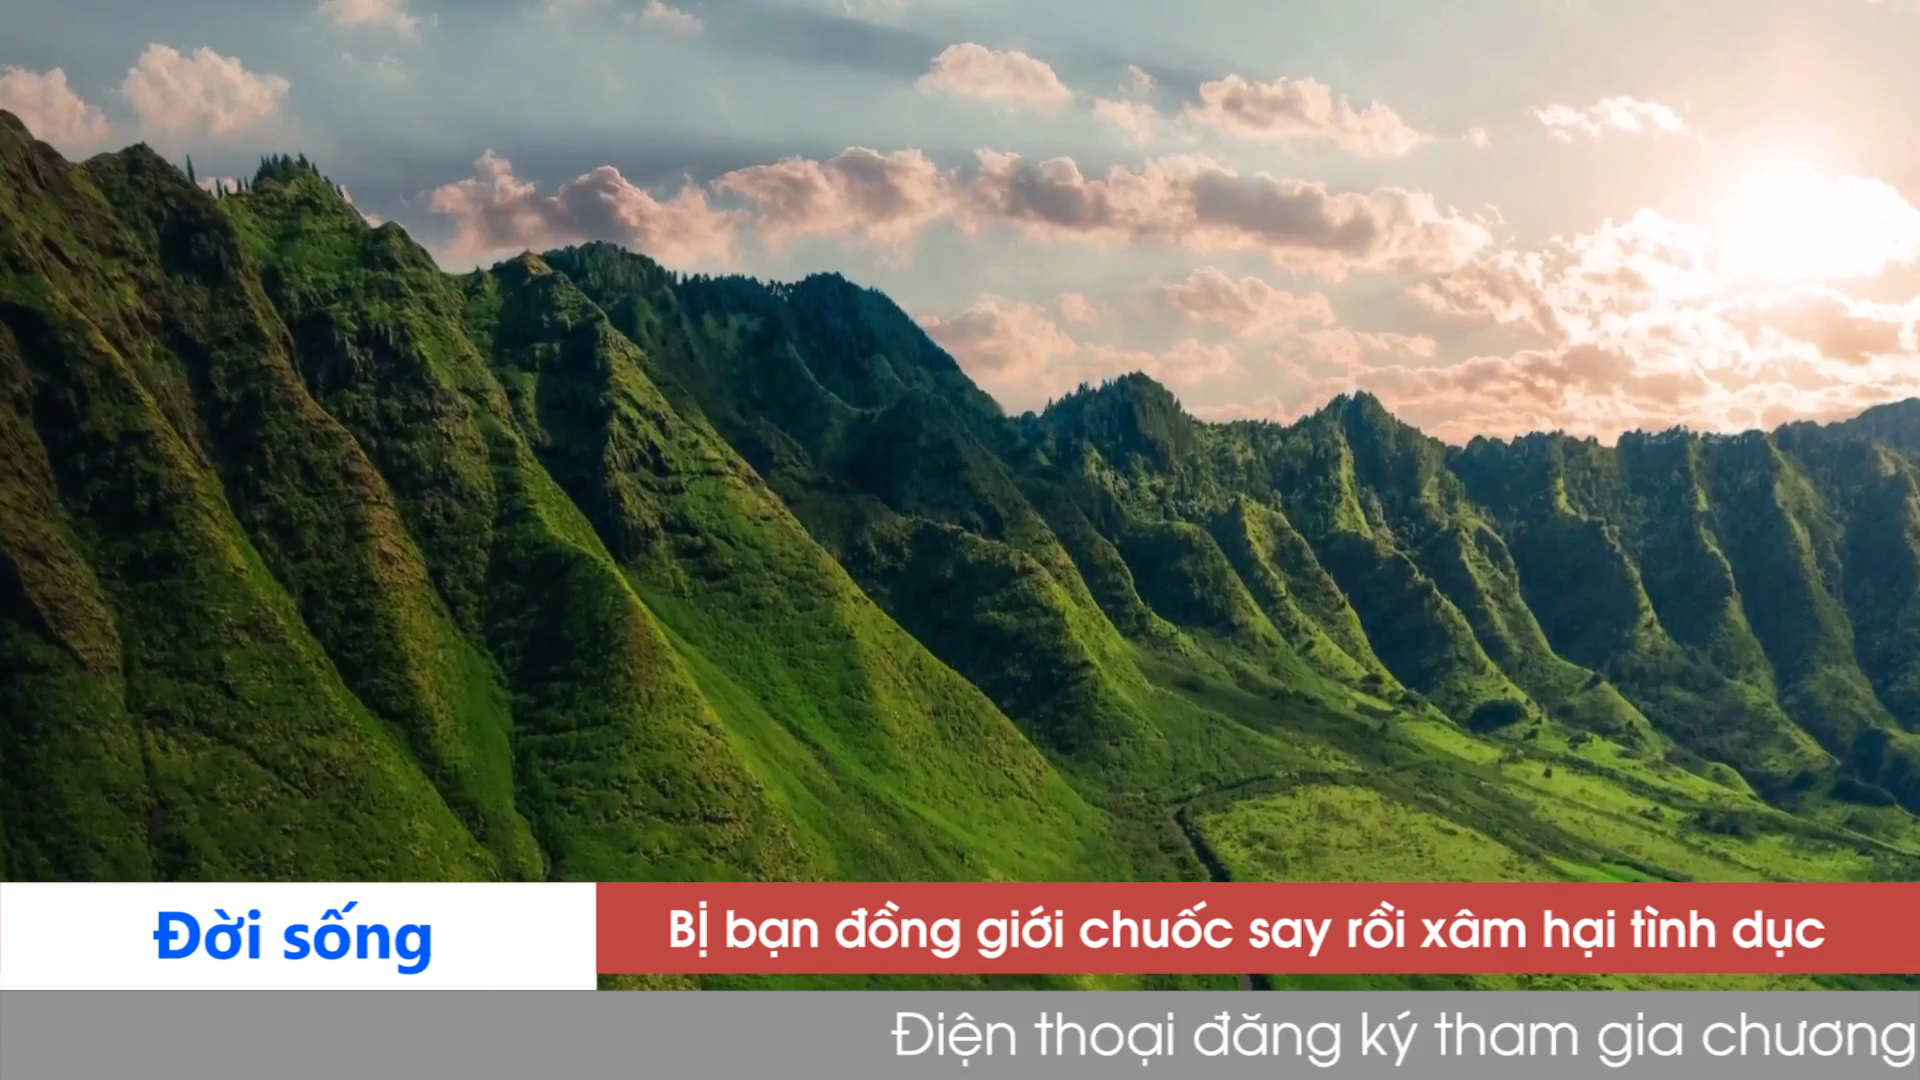 Đời sống
Bị bạn đồng giới chuốc say rồi xâm hại tình dục
Điện thoại đăng ký tham gia chương